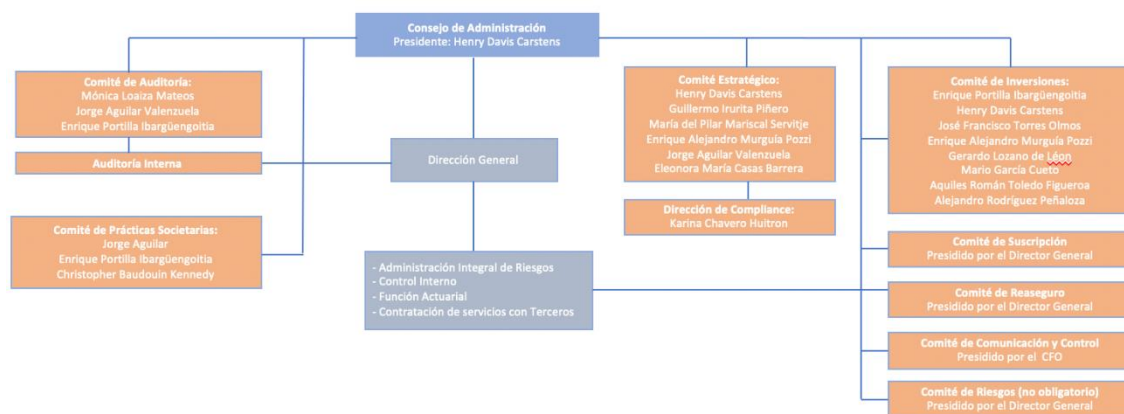 Consejo de Administración
Presidente: Henry Davis Carstens
Comité de Auditoría:
Mónica Loaiza Mateos
Jorge Aguilar Valenzuela
Enrique Portilla Ibargüengoitia
Auditoría Interna
Comité de Prácticas Societarias:
Jorge Aguilar
Enrique Portilla Ibargüengoitia
Christopher Baudouin Kennedy
Dirección General
- Administración Integral de Riesgos
- Control Interno
- Función Actuarial
- Contratación de servicios con Terceros
Comité Estratégico:
Henry Davis Carstens
Guillermo Irurita Piñero
María del Pilar Mariscal Servitje
Enrique Alejandro Murguía Pozzi
Jorge Aguilar Valenzuela
Eleonora María Casas Barrera
Dirección de Compliance:
Karina Chavero Huitron
Comité de Inversiones:
Enrique Portilla Ibargüengoitia
Henry Davis Carstens
José Francisco Torres Olmos
Enrique Alejandro Murguía Pozzi
Gerardo Lozano de Léon
Mario García Cueto
Aquiles Román Toledo Figueroa
Alejandro Rodríguez Peñaloza
Comité de Suscripción
Presidido por el Director General
Comité de Reaseguro
Presidido por el Director General
Comité de Comunicación y Control
Presidido por el CFO
Comité de Riesgos (no obligatorio)
Presidido por el Director General